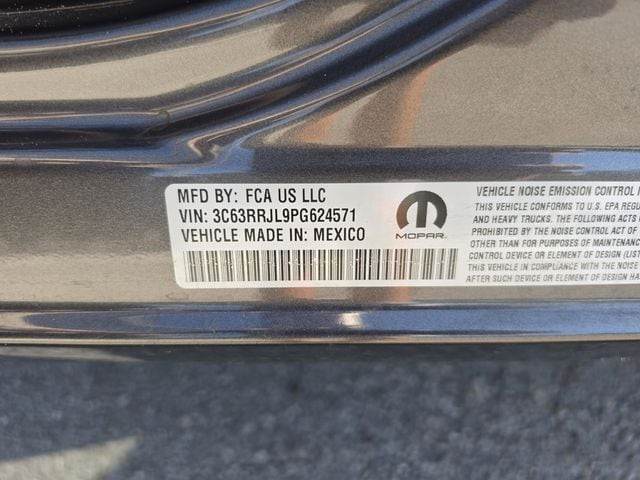 MFD BY: FCA US LLC
VIN: 3C63RRJL9PG624571
VEHICLE MADE IN: MEXICO
MOPAR
VEHICLE NOISE EMISSION CONTROL
THIS VEHICLE CONFORMS TO U.S. EPA
AND HEAVY TRUCKS. THE FOLLOWING ACTS
PROHIBITED BY THE NOISE CONTROL
OTHER THAN FOR PURPOSES OF MAINTENANCE
CONTROL DEVICE OR ELEMENT OF DESIGN
THIS VEHICLE IN COMPLIANCE WITH THE NOISE
AFTER SUCH DEVICE OR ELEMENT OF DESIGN